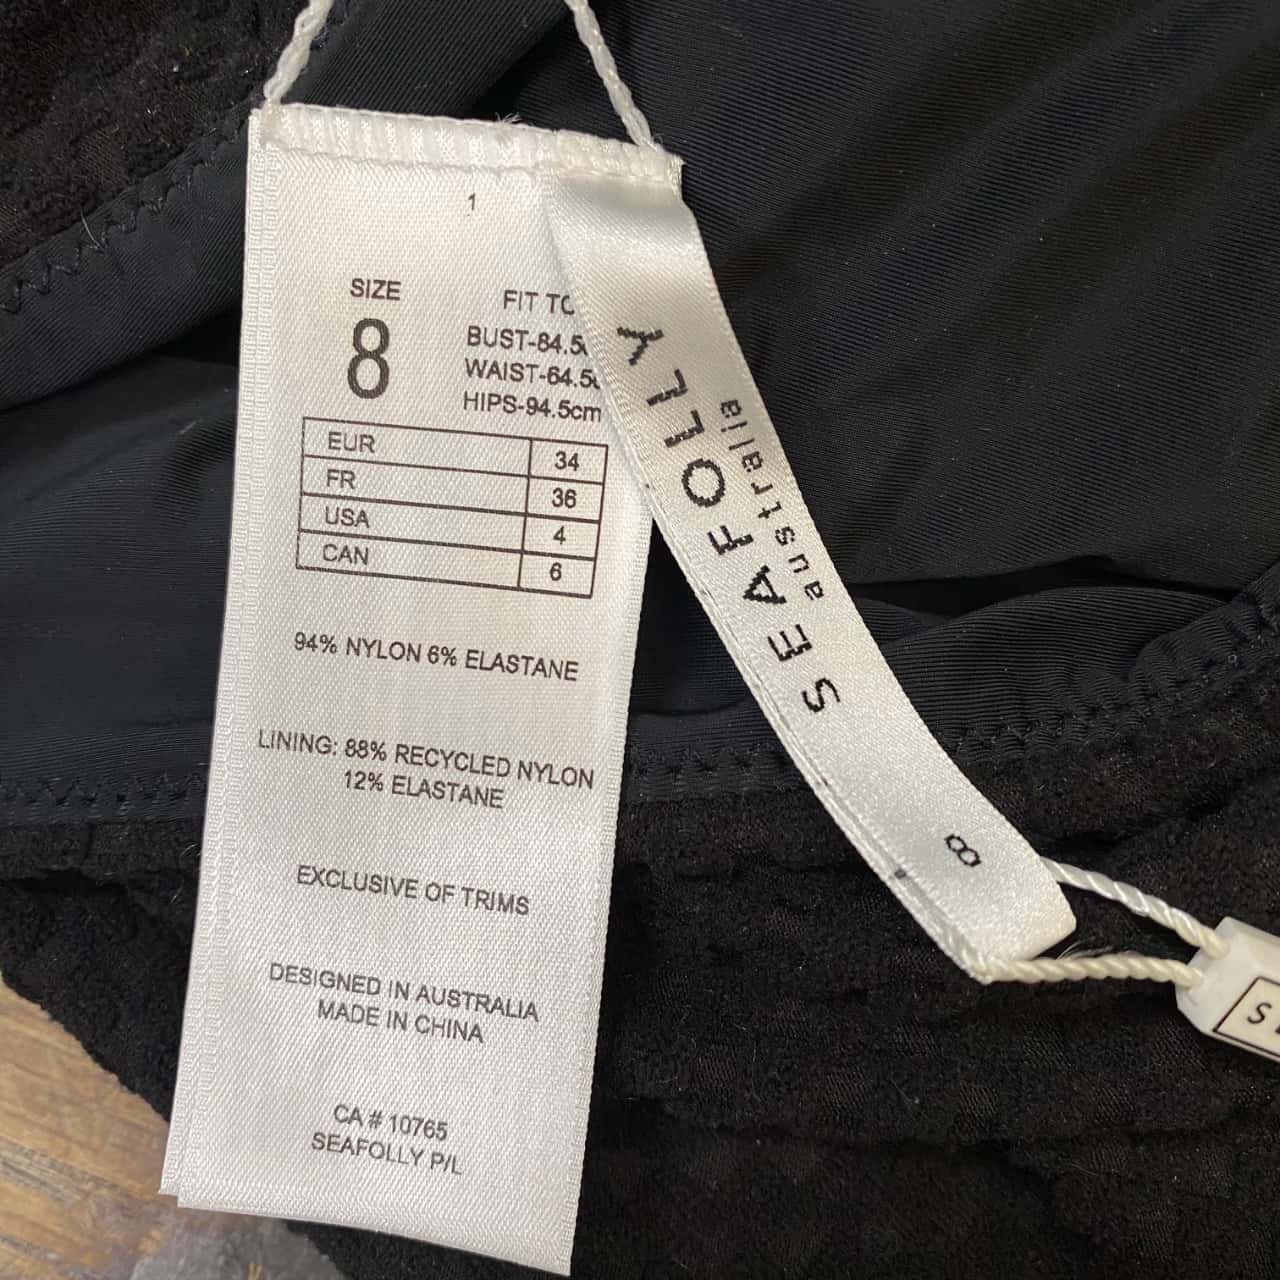 1
SIZE
8
FIT TO
BUST-84.5
WAIST-64.5
HIPS-94.5cm
EUR 34
FR 36
USA 4
CAN 6
94% NYLON 6% ELASTANE
LINING: 88% RECYCLED NYLON
12% ELASTANE
EXCLUSIVE OF TRIMS
DESIGNED IN AUSTRALIA
MADE IN CHINA
CA # 10765
SEAFOLLY P/L
SEAFOLLY
australia
8